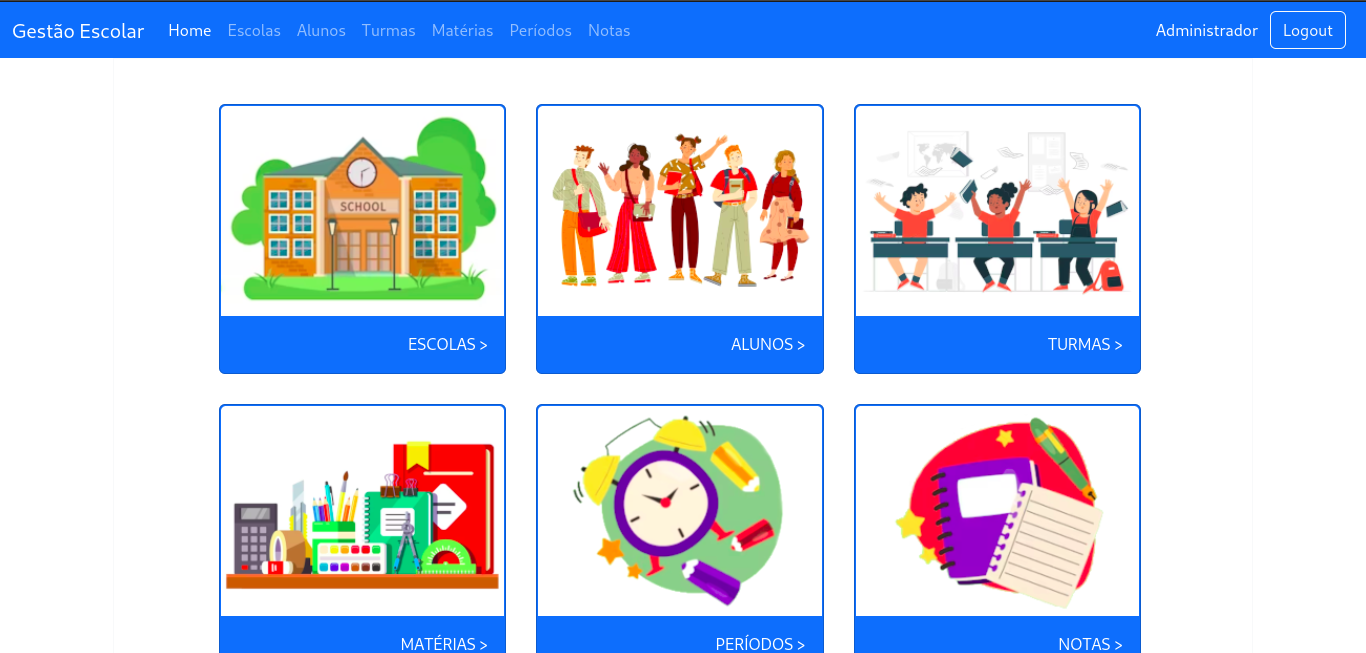 Gestão Escolar Home Escolas Alunos Turmas Matérias Períodos Notas Administrador Logout
SCHOOL
ESCOLAS > ALUNOS > TURMAS >
MATÉRIAS > PERÍODOS > NOTAS >